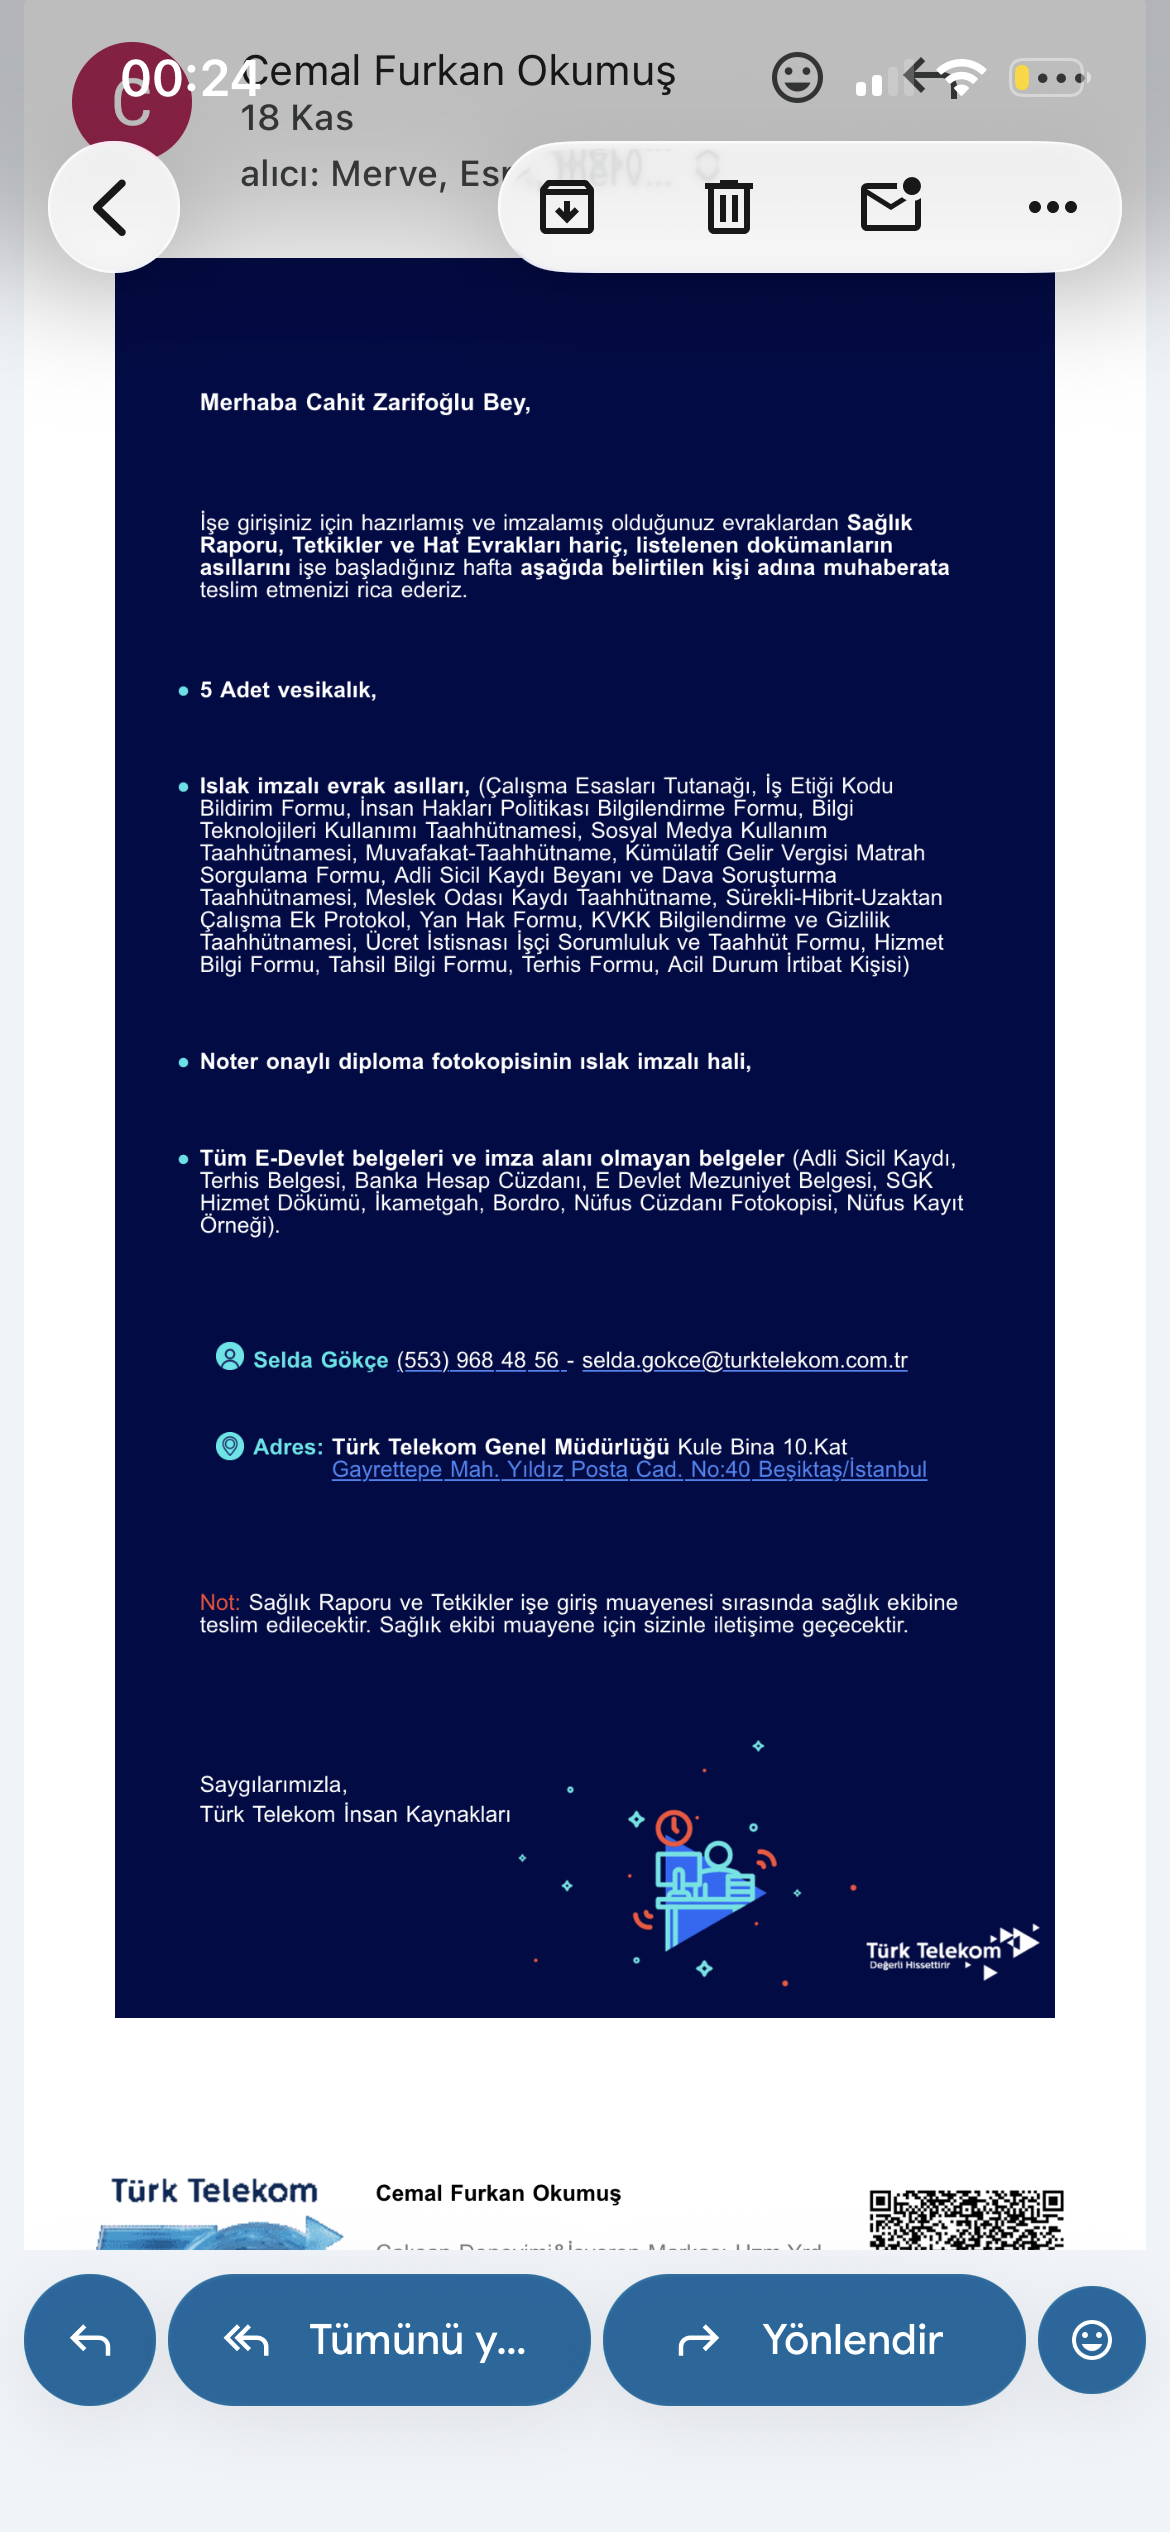 00:24
C
Cemal Furkan Okumuş
18 Kas
alıcı: Merve,
Merhaba Cahit Zarifoğlu Bey,
İşe girişiniz için hazırlamış ve imzalamış olduğunuz evraklardan Sağlık
Raporu, Tetkikler ve Hat Evrakları hariç, listelenen dokümanların
asıllarını işe başladığınız hafta aşağıda belirtilen kişi adına muhaberata
teslim etmenizi rica ederiz.
5 Adet vesikalık,
Islak imzalı evrak asılları, (Çalışma Esasları Tutanağı, İş Etiği Kodu
Bildirim Formu, İnsan Hakları Politikası Bilgilendirme Formu, Bilgi
Teknolojileri Kullanımı Taahhütnamesi, Sosyal Medya Kullanım
Taahhütnamesi, Muvafakat-Taahhütname, Kümülatif Gelir Vergisi Matrah
Sorgulama Formu, Adli Sicil Kaydı Beyanı ve Dava Soruşturma
Taahhütnamesi, Meslek Odası Kaydı Taahhütname, Sürekli-Hibrit-Uzaktan
Çalışma Ek Protokol, Yan Hak Formu, KVKK Bilgilendirme ve Gizlilik
Taahhütnamesi, Ücret İstisnası İşçi Sorumluluk ve Taahhüt Formu, Hizmet
Bilgi Formu, Tahsil Bilgi Formu, Terhis Formu, Acil Durum İrtibat Kişisi)
Noter onaylı diploma fotokopisinin ıslak imzalı hali,
Tüm E-Devlet belgeleri ve imza alanı olmayan belgeler (Adli Sicil Kaydı,
Terhis Belgesi, Banka Hesap Cüzdanı, E Devlet Mezuniyet Belgesi, SGK
Hizmet Dökümü, İkametgah, Bordro, Nüfus Cüzdanı Fotokopisi, Nüfus Kayıt
Örneği).
Selda Gökçe (553) 968 48 56 - selda.gokce@turktelekom.com.tr
Adres: Türk Telekom Genel Müdürlüğü Kule Bina 10.Kat
Gayrettepe Mah. Yıldız Posta Cad. No:40 Beşiktaş/İstanbul
Not: Sağlık Raporu ve Tetkikler işe giriş muayenesi sırasında sağlık ekibine
teslim edilecektir. Sağlık ekibi muayene için sizinle iletişime geçecektir.
Saygılarımızla,
Türk Telekom İnsan Kaynakları
Türk Telekom
Değerli Hissettirir
Türk Telekom
Cemal Furkan Okumuş
Tümünü y...
Yönlendir